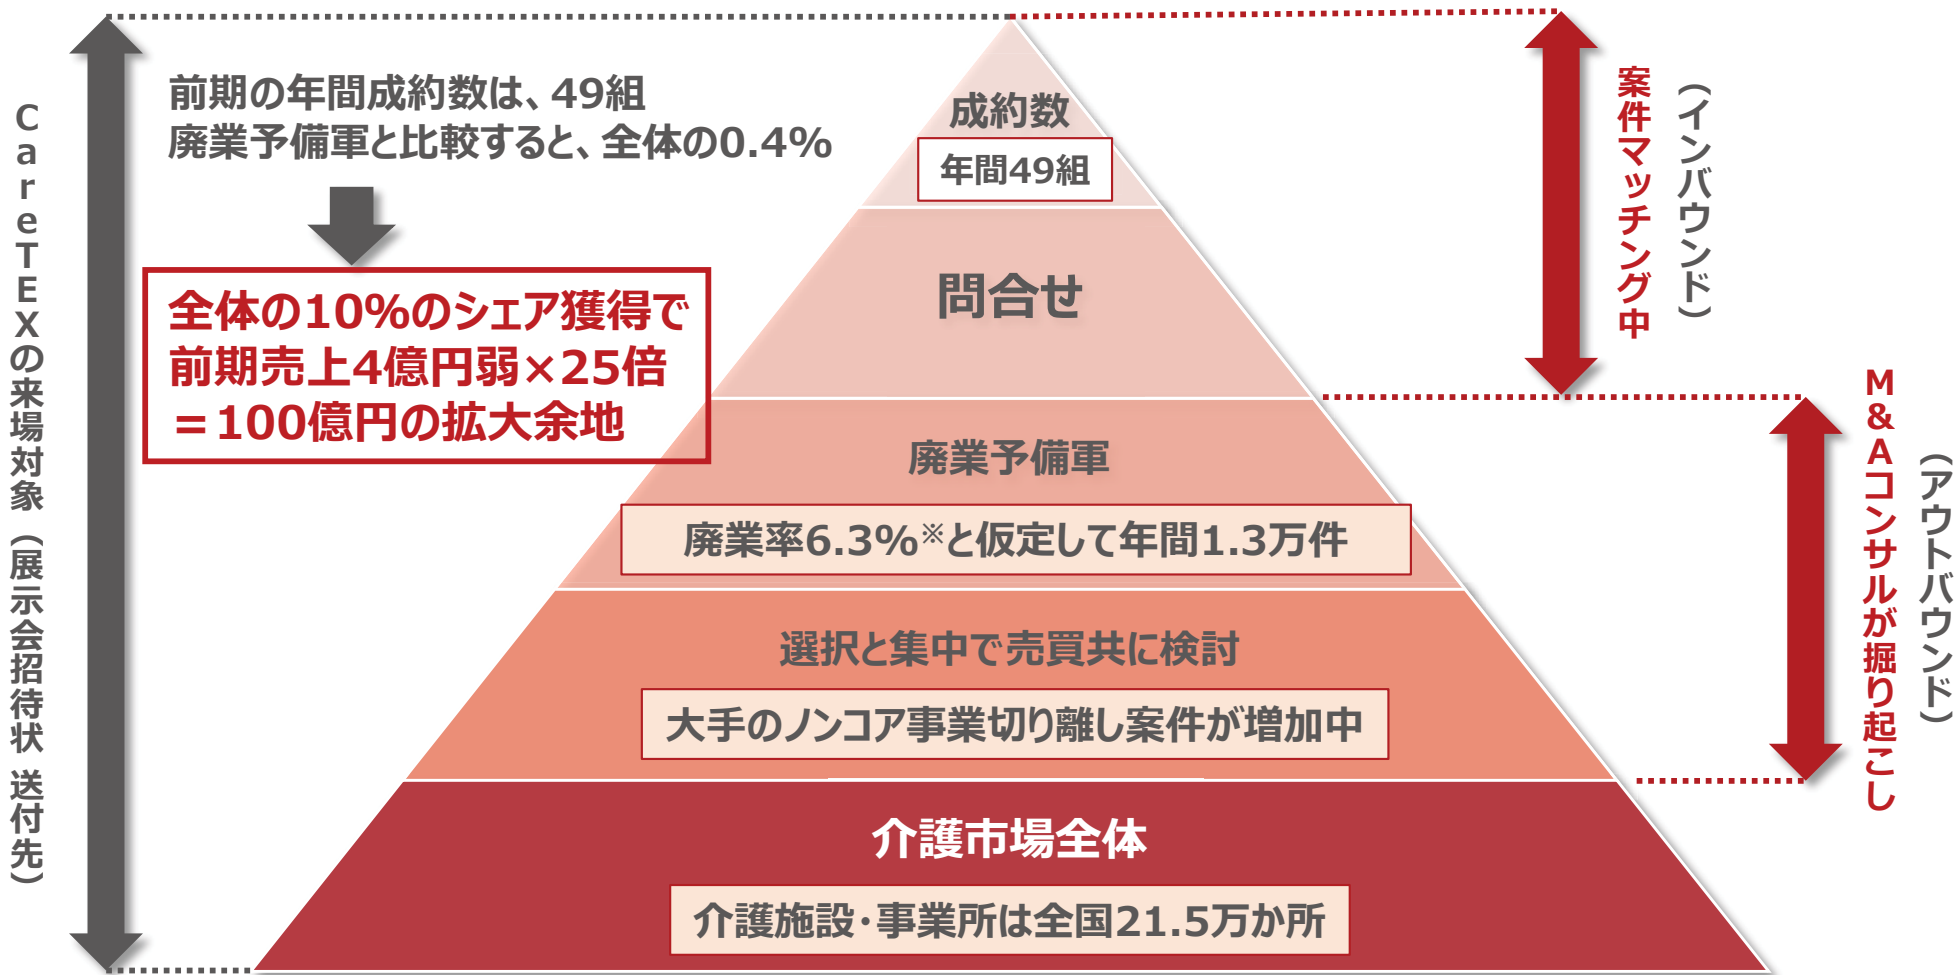 CareTEXの来場対象（展示会招待状 送付先）
前期の年間成約数は、49組
廃業予備軍と比較すると、全体の0.4%
全体の10%のシェア獲得で
前期売上4億円弱×25倍
＝100億円の拡大余地
成約数
年間49組
問合せ
廃業予備軍
廃業率6.3%※と仮定して年間1.3万件
選択と集中で売買共に検討
大手のノンコア事業切り離し案件が増加中
介護市場全体
介護施設・事業所は全国21.5万か所
案件マッチング中
（インバウンド）
M&Aコンサルが掘り起こし
（アウトバウンド）